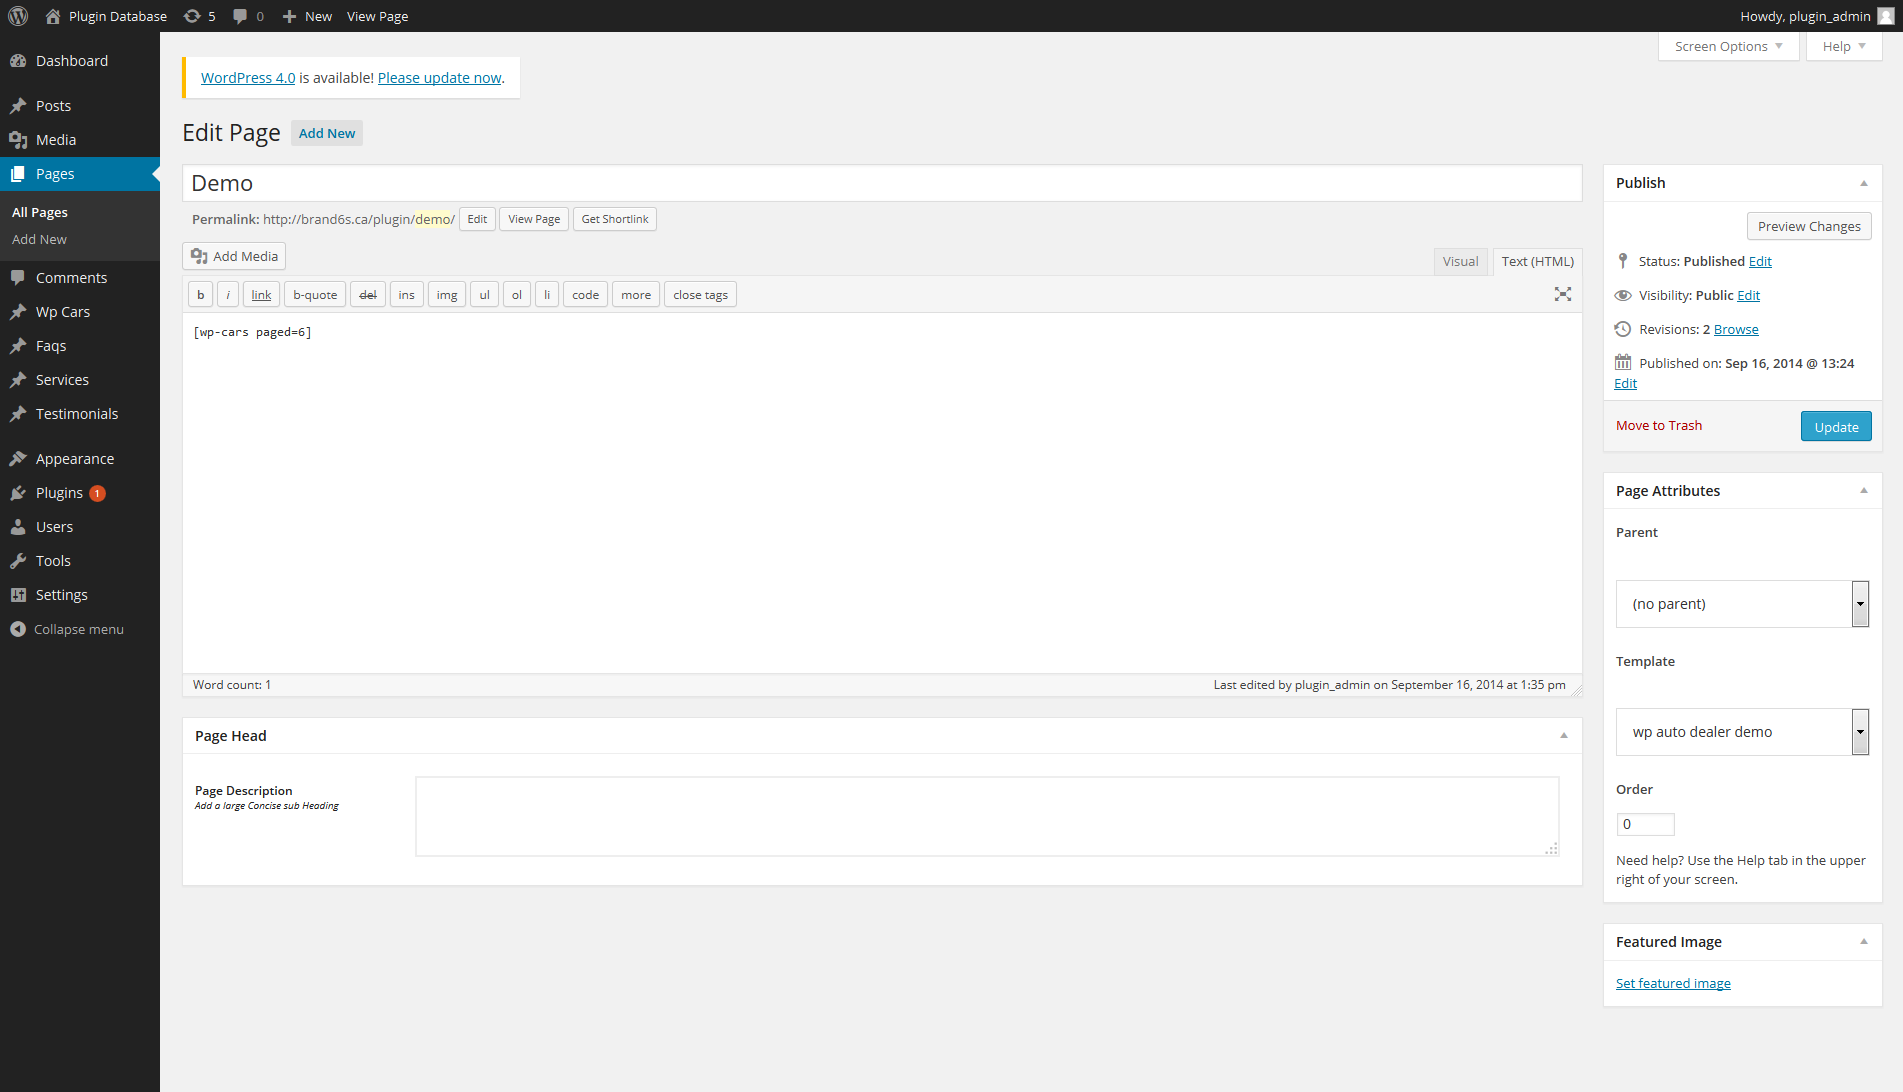 Plugin Database 5 0 New View Page Howdy, plugin_admin
Screen Options Help
Dashboard
Posts
Media
Pages
All Pages
Add New
Comments
Wp Cars
Faqs
Services
Testimonials
Appearance
Plugins 1
Users
Tools
Settings
Collapse menu
WordPress 4.0 is available! Please update now.
Edit Page Add New
Demo
Permalink: http://brand6s.ca/plugin/demo/ Edit View Page Get Shortlink
Add Media
Visual Text (HTML)
b i link b-quote del ins img ul ol li code more close tags
[wp-cars paged=6]
Word count: 1
Last edited by plugin_admin on September 16, 2014 at 1:35 pm
Page Head
Page Description
Add a large Concise sub Heading
Publish
Preview Changes
Status: Published Edit
Visibility: Public Edit
Revisions: 2 Browse
Published on: Sep 16, 2014 @ 13:24
Edit
Move to Trash Update
Page Attributes
Parent
(no parent)
Template
wp auto dealer demo
Order
0
Need help? Use the Help tab in the upper
right of your screen.
Featured Image
Set featured image